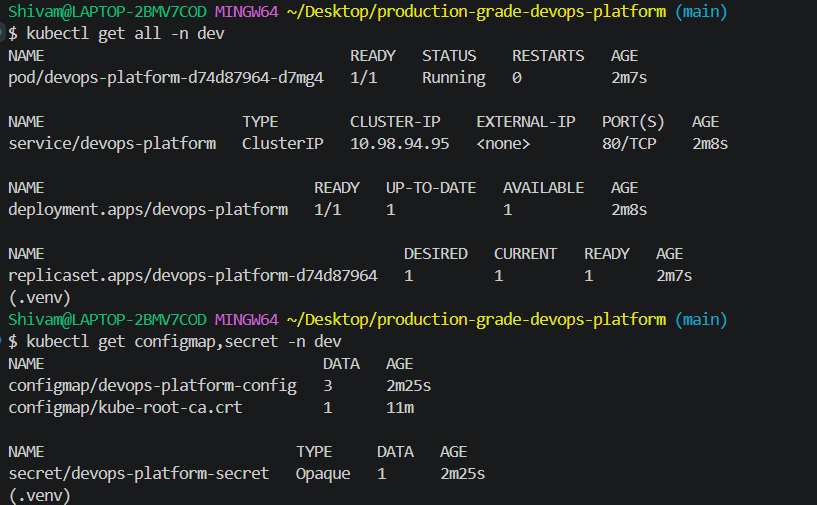 Shivam@LAPTOP-2BMV7COD MINGW64 ~/Desktop/production-grade-devops-platform (main)
$ kubectl get all -n dev
NAME READY STATUS RESTARTS AGE
pod/devops-platform-d74d87964-d7mg4 1/1 Running 0 2m7s
NAME TYPE CLUSTER-IP EXTERNAL-IP PORT(S) AGE
service/devops-platform ClusterIP 10.98.94.95 <none> 80/TCP 2m8s
NAME READY UP-TO-DATE AVAILABLE AGE
deployment.apps/devops-platform 1/1 1 1 2m8s
NAME DESIRED CURRENT READY AGE
replicaset.apps/devops-platform-d74d87964 1 1 1 2m7s
(.venv)
Shivam@LAPTOP-2BMV7COD MINGW64 ~/Desktop/production-grade-devops-platform (main)
$ kubectl get configmap,secret -n dev
NAME DATA AGE
configmap/devops-platform-config 3 2m25s
configmap/kube-root-ca.crt 1 11m
NAME TYPE DATA AGE
secret/devops-platform-secret Opaque 1 2m25s
(.venv)